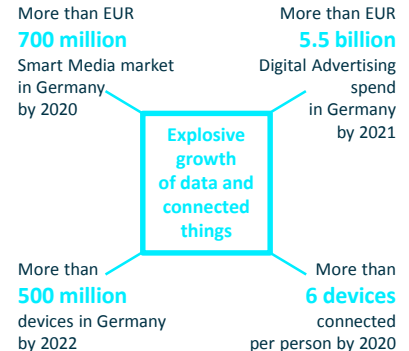 More than EUR
700 million
Smart Media market
in Germany
by 2020
More than EUR
5.5 billion
Digital Advertising
spend
in Germany
by 2021
Explosive
growth
of data and
connected
things
More than
500 million
devices in Germany
by 2022
More than
6 devices
connected
per person by 2020